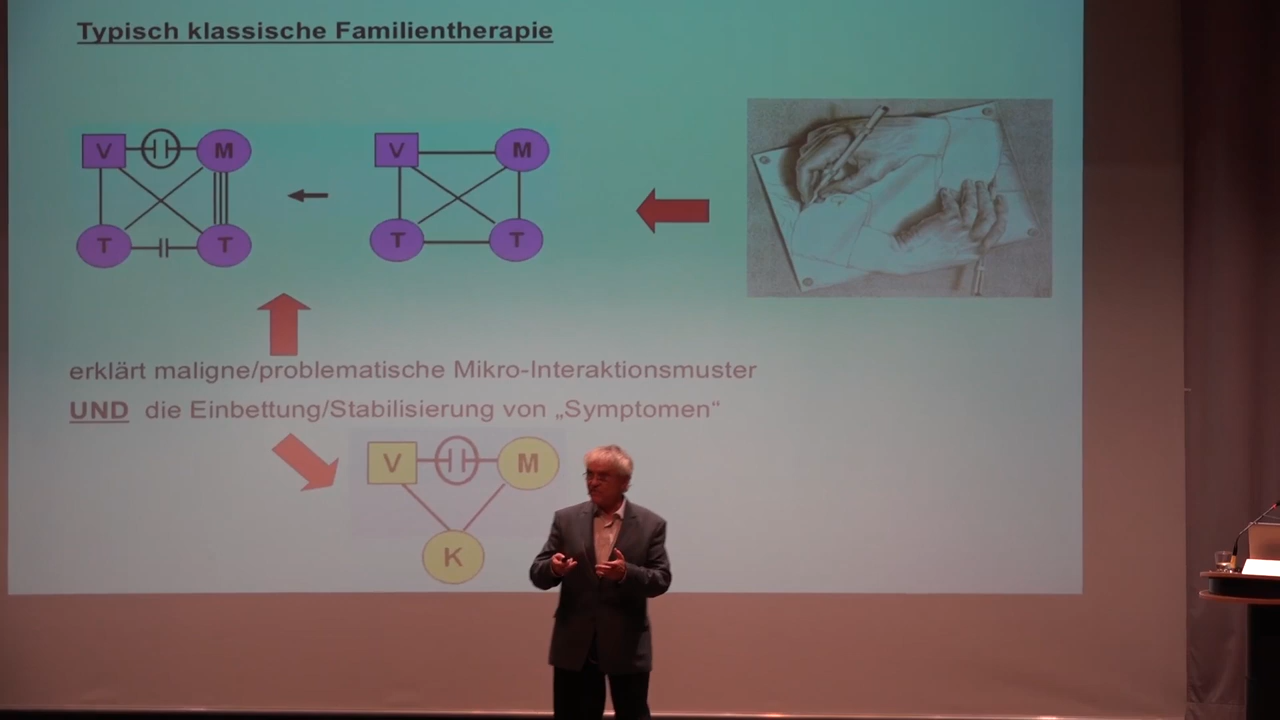 Typisch klassische Familientherapie
V M V M
T T T T
erklärt maligne/problematische Mikro-Interaktionsmuster
UND die Einbettung/Stabilisierung von „Symptomen“
V M
K